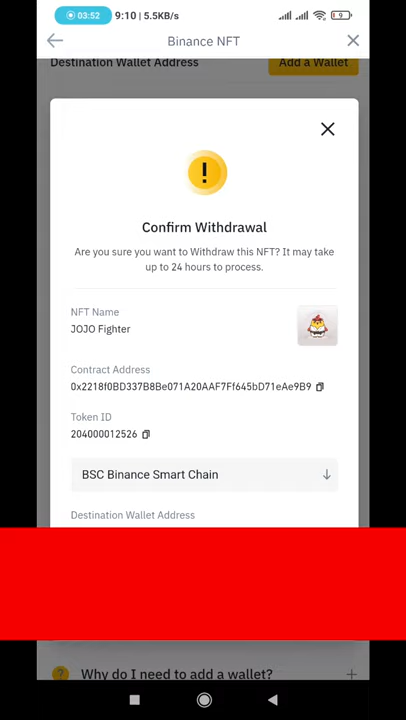 03:52 9:10 | 5.5KB/s 9
Binance NFT
Destination Wallet Address Add a Wallet
!
Confirm Withdrawal
Are you sure you want to Withdraw this NFT? It may take
up to 24 hours to process.
NFT Name
JOJO Fighter
Contract Address
0x2218f0BD337B8Be071A20AAF7Ff645bD71eAe9B9
Token ID
204000012526
BSC Binance Smart Chain
Destination Wallet Address
? Why do I need to add a wallet?